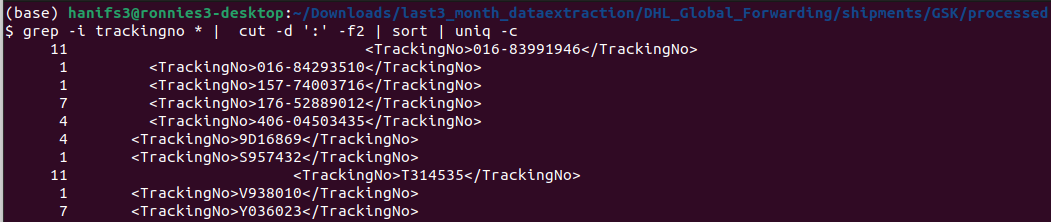 (base) hanifs3@ronnies3-desktop:~/Downloads/last3_month_dataextraction/DHL_Global_Forwarding/shipments/GSK/processed
$ grep -i trackingno * |  cut -d ':' -f2 | sort | uniq -c
     11                                 <TrackingNo>016-83991946</TrackingNo>
      1         <TrackingNo>016-84293510</TrackingNo>
      1         <TrackingNo>157-74003716</TrackingNo>
      7         <TrackingNo>176-52889012</TrackingNo>
      4         <TrackingNo>406-04503435</TrackingNo>
      4       <TrackingNo>9D16869</TrackingNo>
      1       <TrackingNo>S957432</TrackingNo>
     11                         <TrackingNo>T314535</TrackingNo>
      1       <TrackingNo>V938010</TrackingNo>
      7       <TrackingNo>Y036023</TrackingNo>